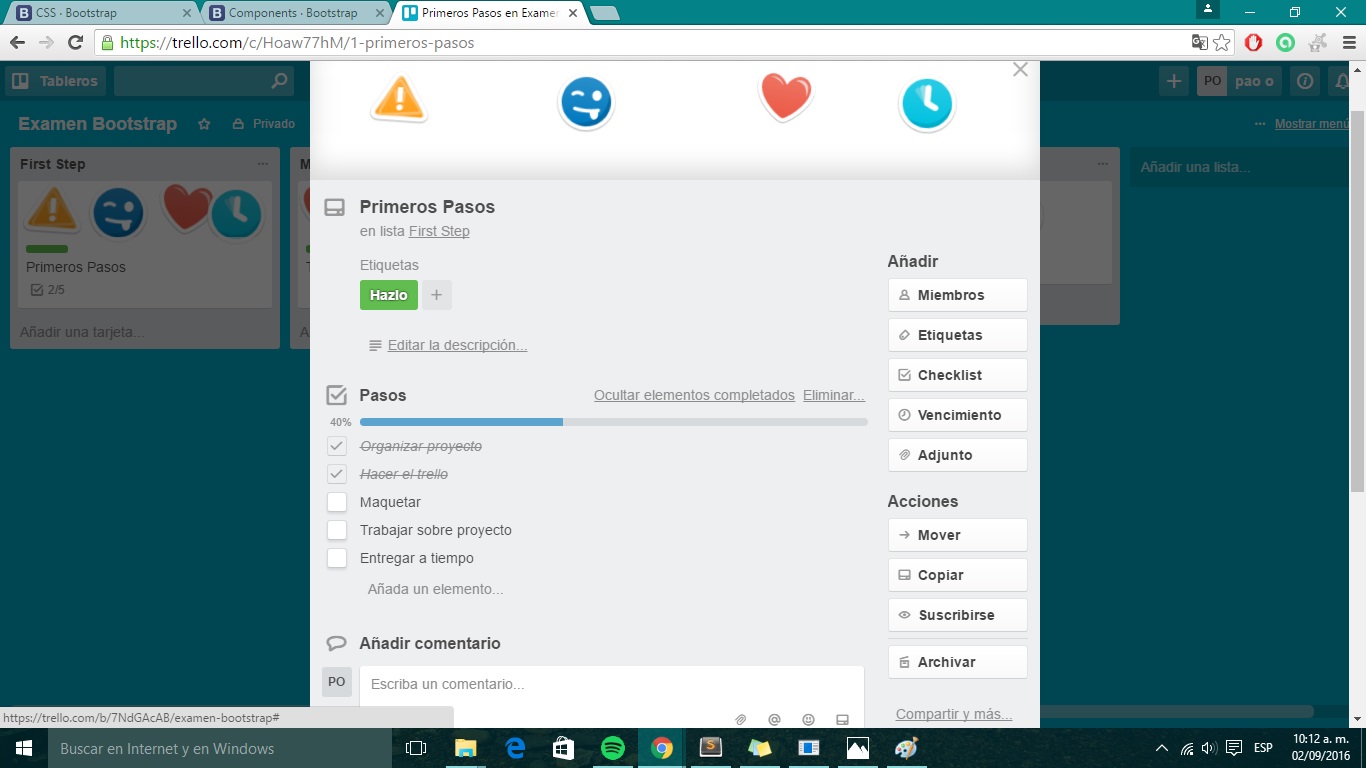 CSS · Bootstrap
Components · Bootstrap
Primeros Pasos en Examen
https://trello.com/c/Hoaw77hM/1-primeros-pasos
Tableros
PO pao o
Examen Bootstrap
Privado
Mostrar menú
First Step
M
Añadir una lista...
Primeros Pasos
2/5
Añadir una tarjeta...
Primeros Pasos
en lista First Step
Etiquetas
Hazlo
Editar la descripción...
Pasos
Ocultar elementos completados Eliminar...
40%
Organizar proyecto
Hacer el trello
Maquetar
Trabajar sobre proyecto
Entregar a tiempo
Añada un elemento...
Añadir comentario
PO
Escriba un comentario...
Añadir
Miembros
Etiquetas
Checklist
Vencimiento
Adjunto
Acciones
Mover
Copiar
Suscribirse
Archivar
Compartir y más...
https://trello.com/b/7NdGAcAB/examen-bootstrap#
Buscar en Internet y en Windows
ESP
10:12 a. m.
02/09/2016